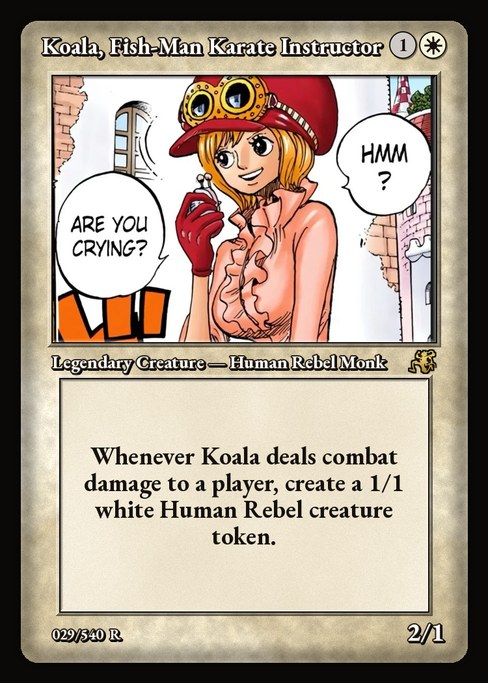 Koala, Fish-Man Karate Instructor 1
HMM
?
ARE YOU
CRYING?
Legendary Creature — Human Rebel Monk
Whenever Koala deals combat
damage to a player, create a 1/1
white Human Rebel creature
token.
029/540 R
2/1